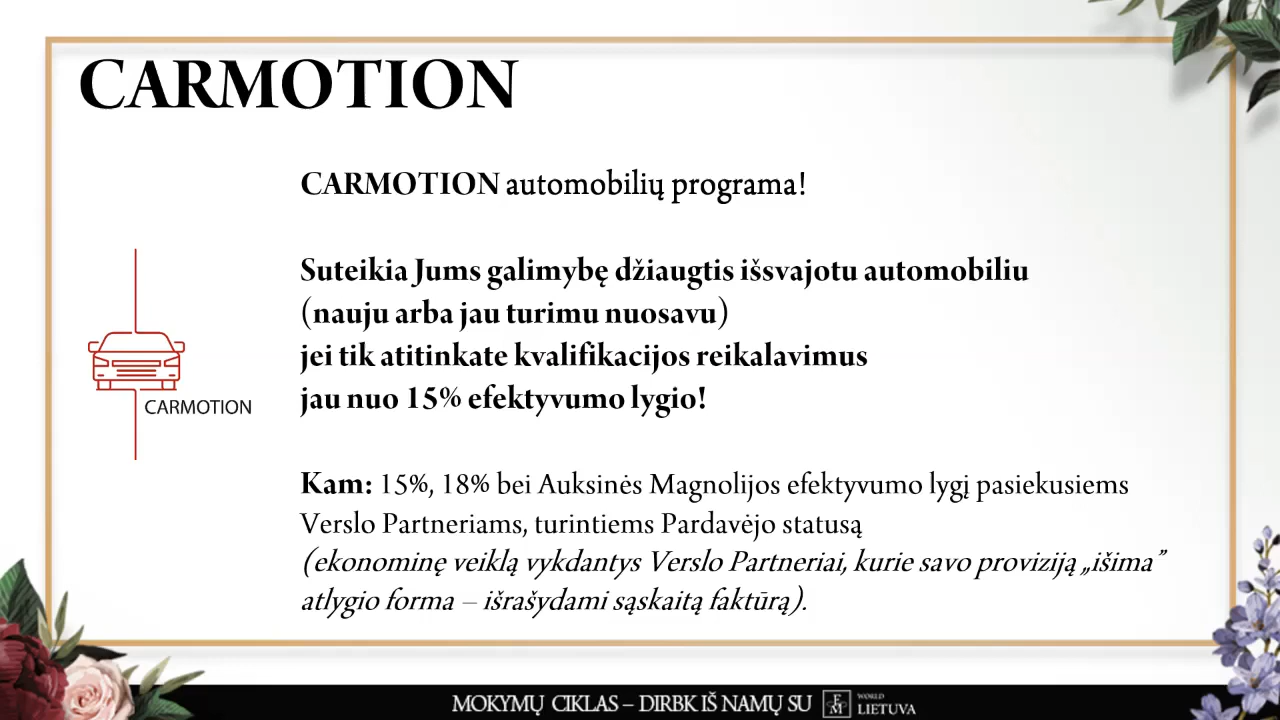 CARMOTION
CARMOTION automobilių programa!
Suteikia Jums galimybę džiaugtis išsvajotu automobiliu
(nauju arba jau turimu nuosavu)
jei tik atitinkate kvalifikacijos reikalavimus
jau nuo 15% efektyvumo lygio!
CARMOTION
Kam: 15%, 18% bei Auksinės Magnolijos efektyvumo lygį pasiekusiems
Verslo Partneriams, turintiems Pardavėjo statusą
(ekonominę veiklą vykdantys Verslo Partneriai, kurie savo proviziją „išima”
atlygio forma – išrašydami sąskaitą faktūrą).
MOKYMŲ CIKLAS – DIRBK IŠ NAMŲ SU FM WORLD LIETUVA